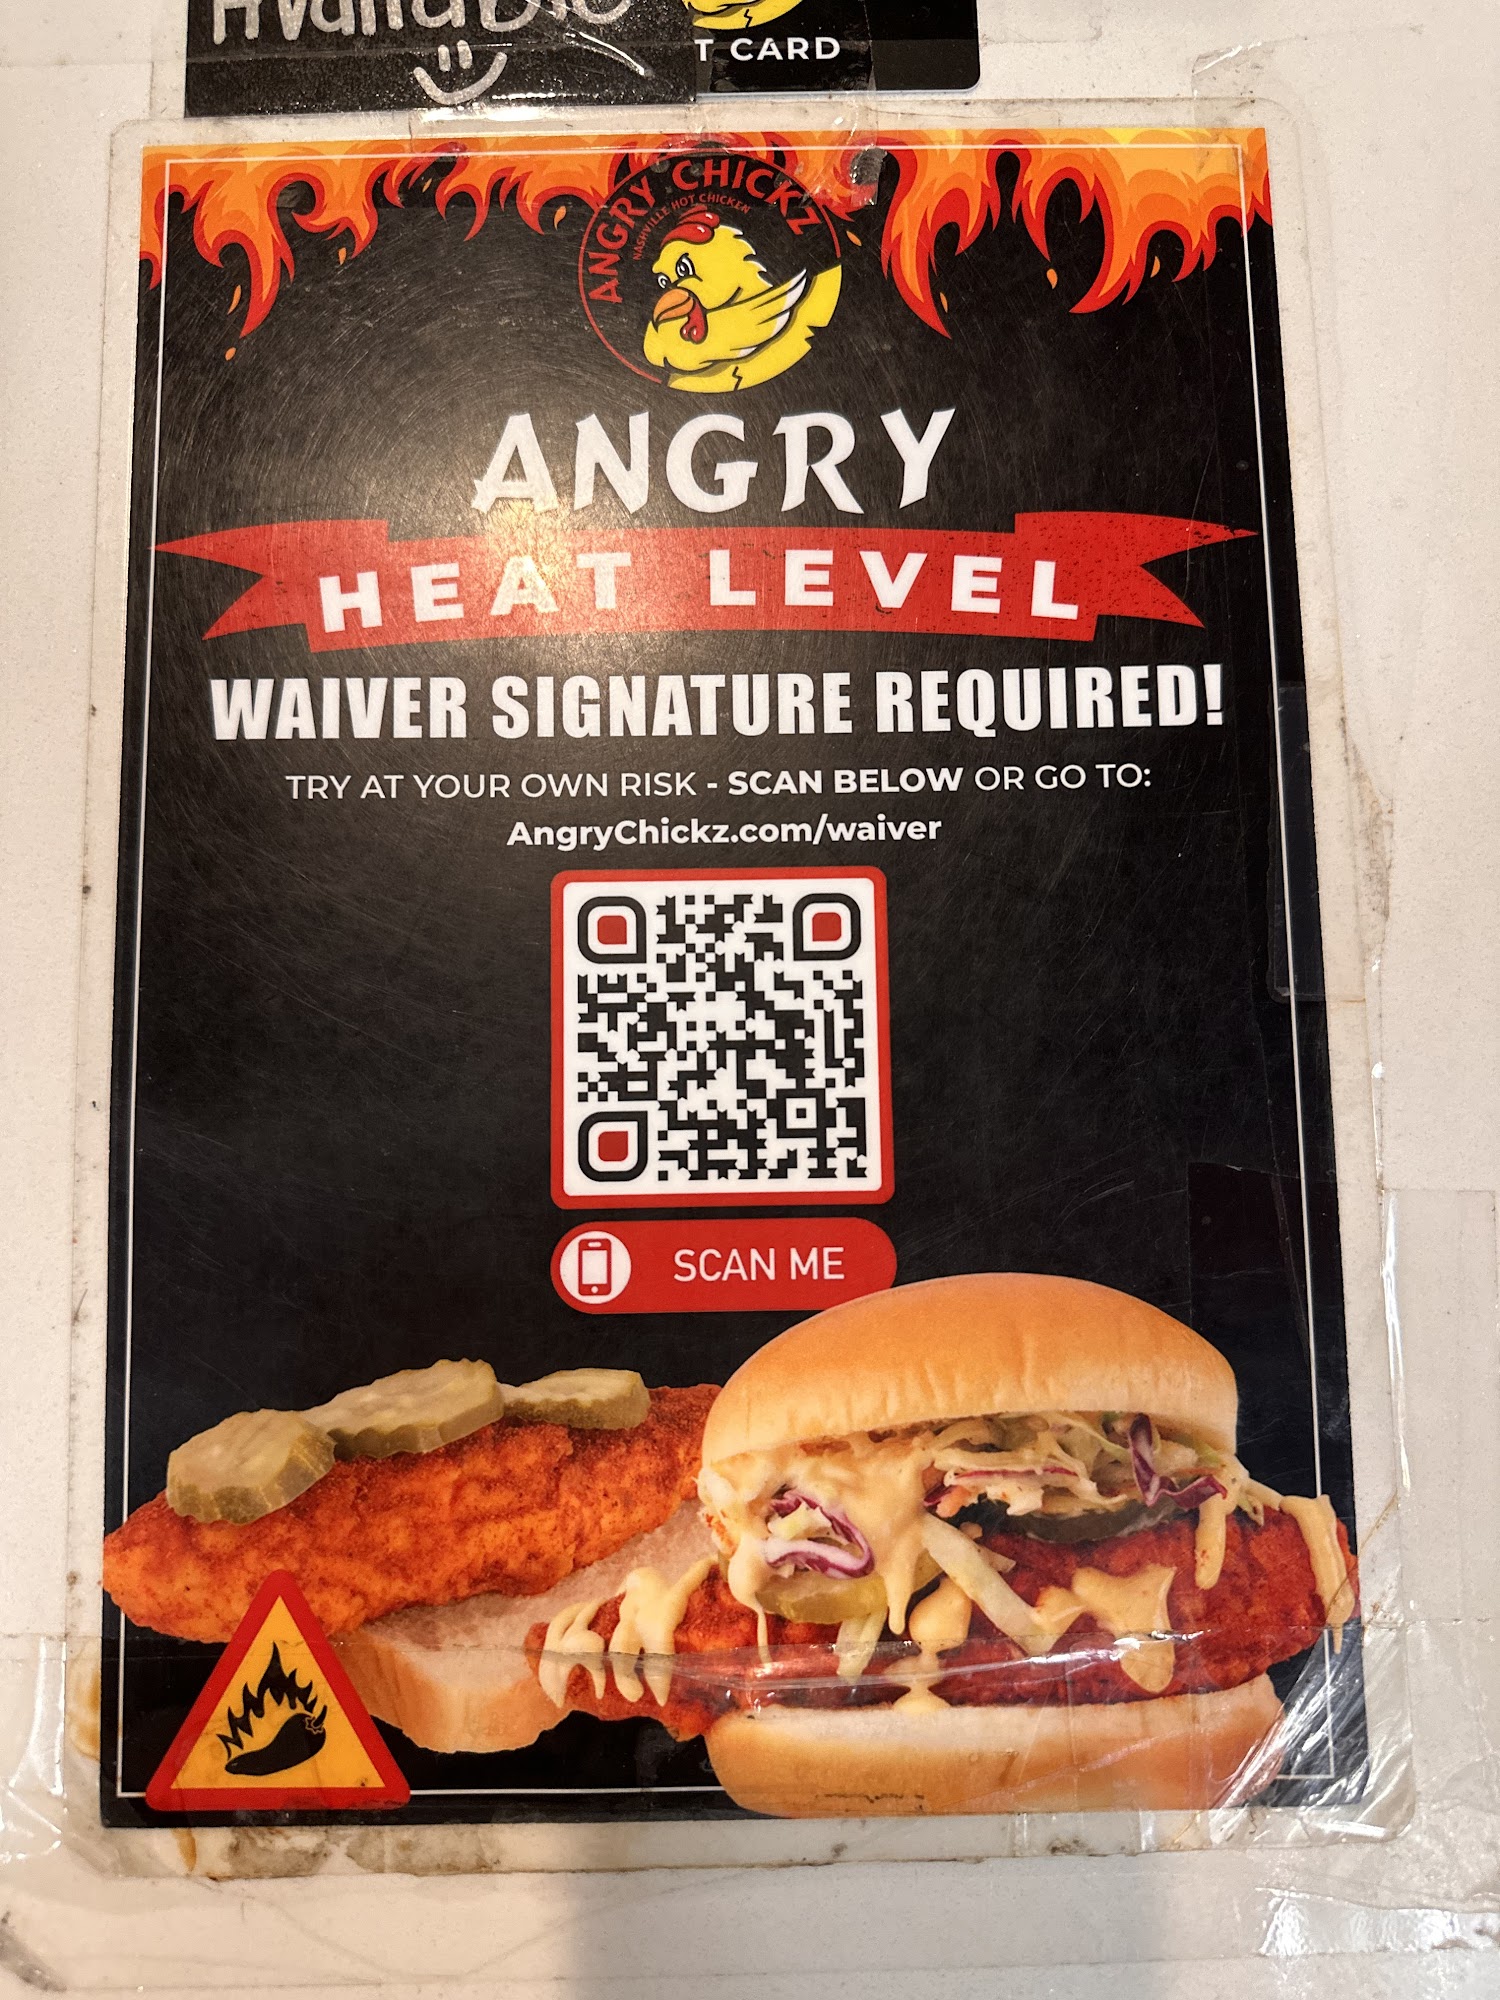 Available
T CARD
ANGRY CHICKZ
NASHVILLE HOT CHICKEN
ANGRY
HEAT LEVEL
WAIVER SIGNATURE REQUIRED!
TRY AT YOUR OWN RISK - SCAN BELOW OR GO TO:
AngryChickz.com/waiver
SCAN ME